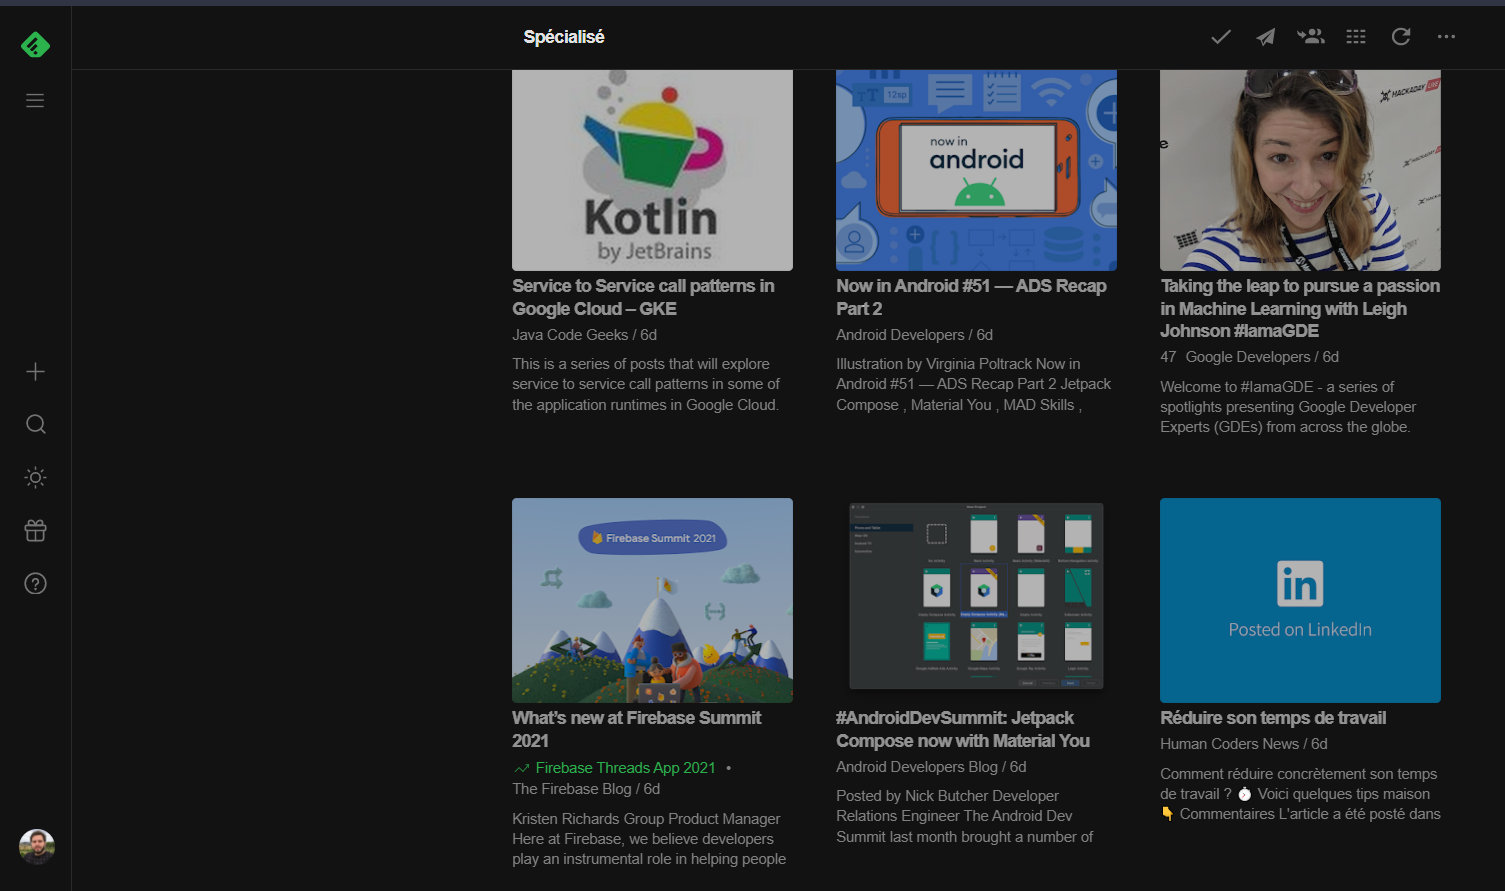 Spécialisé
Kotlin
by JetBrains
Service to Service call patterns in
Google Cloud – GKE
Java Code Geeks / 6d
This is a series of posts that will explore
service to service call patterns in some of
the application runtimes in Google Cloud.
TT 12sp
now in
android
Now in Android #51 — ADS Recap
Part 2
Android Developers / 6d
Illustration by Virginia Poltrack Now in
Android #51 — ADS Recap Part 2 Jetpack
Compose , Material You , MAD Skills ,
HACKADAY
e
Taking the leap to pursue a passion
in Machine Learning with Leigh
Johnson #IamaGDE
47 Google Developers / 6d
Welcome to #IamaGDE - a series of
spotlights presenting Google Developer
Experts (GDEs) from across the globe.
Firebase Summit 2021
What's new at Firebase Summit
2021
Firebase Threads App 2021 •
The Firebase Blog / 6d
Kristen Richards Group Product Manager
Here at Firebase, we believe developers
play an instrumental role in helping people
#AndroidDevSummit: Jetpack
Compose now with Material You
Android Developers Blog / 6d
Posted by Nick Butcher Developer
Relations Engineer The Android Dev
Summit last month brought a number of
in
Posted on LinkedIn
Réduire son temps de travail
Human Coders News / 6d
Comment réduire concrètement son temps
de travail ? ⏱ Voici quelques tips maison
👇 Commentaires L'article a été posté dans